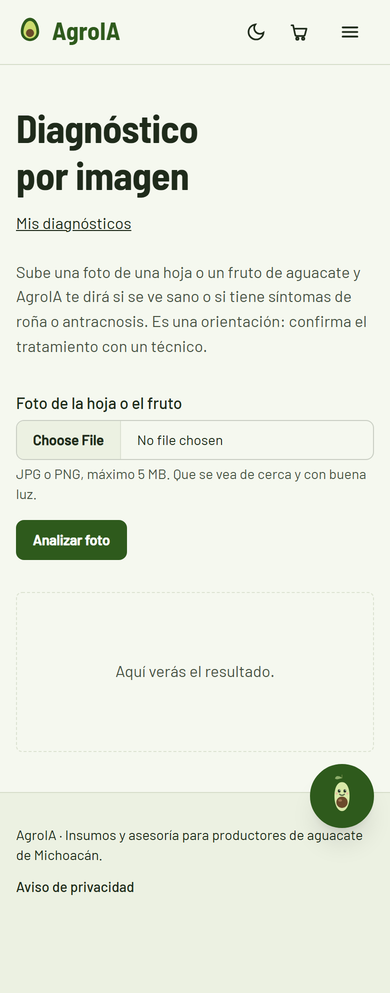 AgroIA
Diagnóstico
por imagen
Mis diagnósticos
Sube una foto de una hoja o un fruto de aguacate y
AgroIA te dirá si se ve sano o si tiene síntomas de
roña o antracnosis. Es una orientación: confirma el
tratamiento con un técnico.
Foto de la hoja o el fruto
Choose File No file chosen
JPG o PNG, máximo 5 MB. Que se vea de cerca y con buena
luz.
Analizar foto
Aquí verás el resultado.
AgroIA · Insumos y asesoría para productores de aguacate
de Michoacán.
Aviso de privacidad